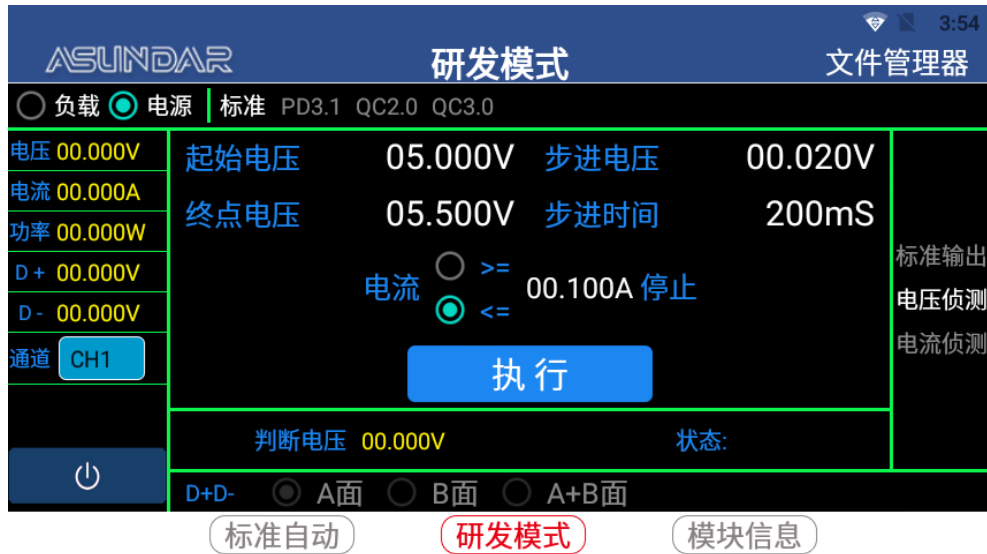 3:54
ASUNDAR 研发模式 文件管理器
负载 电源 标准 PD3.1 QC2.0 QC3.0
电压 00.000V
电流 00.000A
功率 00.000W
D+ 00.000V
D- 00.000V
通道 CH1
起始电压 05.000V 步进电压 00.020V
终点电压 05.500V 步进时间 200mS
电流 >= <= 00.100A 停止
执行
标准输出
电压侦测
电流侦测
判断电压 00.000V 状态:
D+D- A面 B面 A+B面
标准自动 研发模式 模块信息